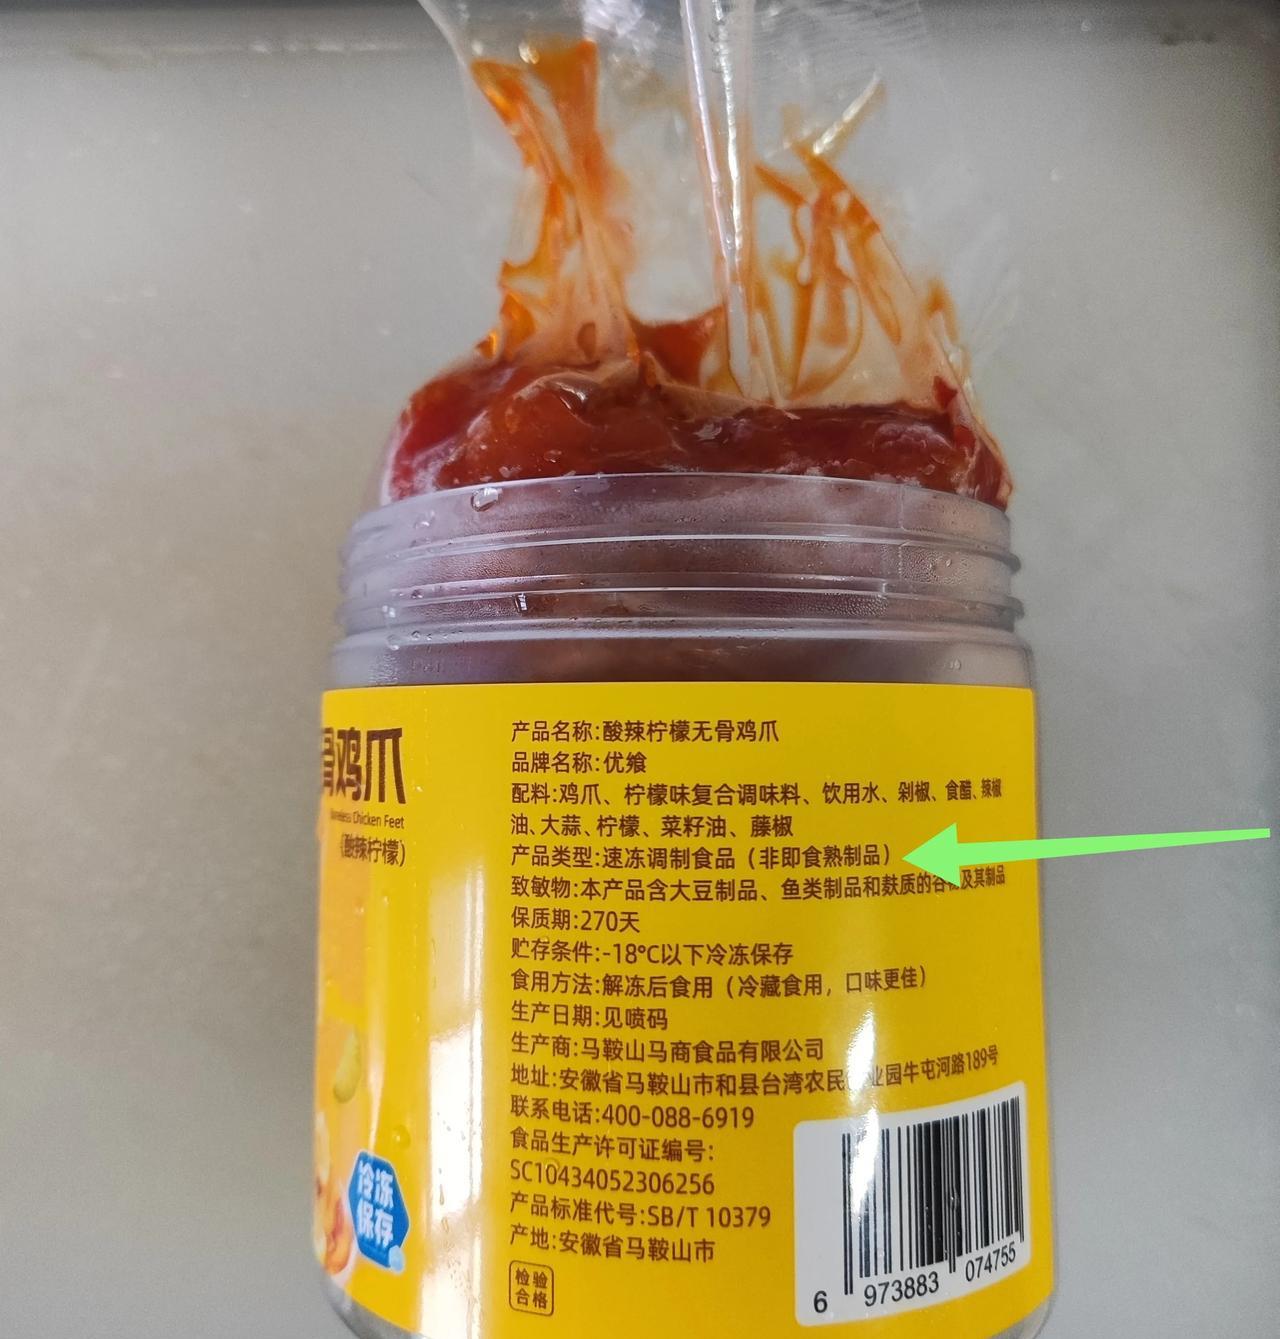 骨鸡爪
Boneless Chicken Feet
(酸辣柠檬)
冷冻
保存
产品名称:酸辣柠檬无骨鸡爪
品牌名称:优飨
配料:鸡爪、柠檬味复合调味料、饮用水、剁椒、食醋、辣椒
油、大蒜、柠檬、菜籽油、藤椒
产品类型:速冻调制食品（非即食熟制品）
致敏物:本产品含大豆制品、鱼类制品和麸质的谷物及其制品
保质期:270天
贮存条件:-18°C以下冷冻保存
食用方法:解冻后食用（冷藏食用，口味更佳）
生产日期:见喷码
生产商:马鞍山马商食品有限公司
地址:安徽省马鞍山市和县台湾农民业园牛屯河路189号
联系电话:400-088-6919
食品生产许可证编号:
SC10434052306256
产品标准代号:SB/T 10379
产地:安徽省马鞍山市
检验
合格
6 973883 074755